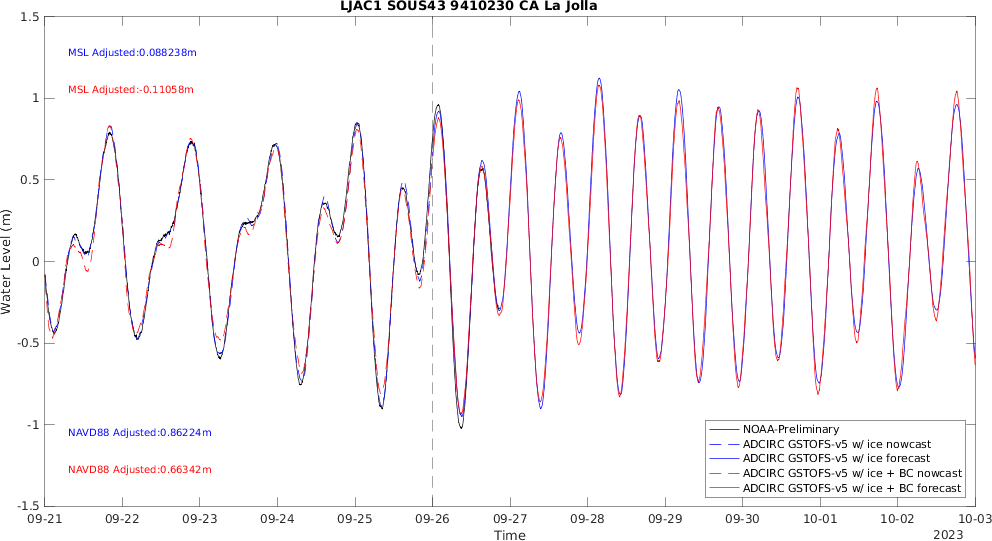 LJAC1 SOUS43 9410230 CA La Jolla
1.5
MSL Adjusted:0.088238m
MSL Adjusted:-0.11058m
1
0.5
Water Level (m)
0
-0.5
-1
NAVD88 Adjusted:0.86224m
NAVD88 Adjusted:0.66342m
-1.5
NOAA-Preliminary
ADCIRC GSTOFS-v5 w/ ice nowcast
ADCIRC GSTOFS-v5 w/ ice forecast
ADCIRC GSTOFS-v5 w/ ice + BC nowcast
ADCIRC GSTOFS-v5 w/ ice + BC forecast
09-21 09-22 09-23 09-24 09-25 09-26 09-27 09-28 09-29 09-30 10-01 10-02 10-03
Time
2023